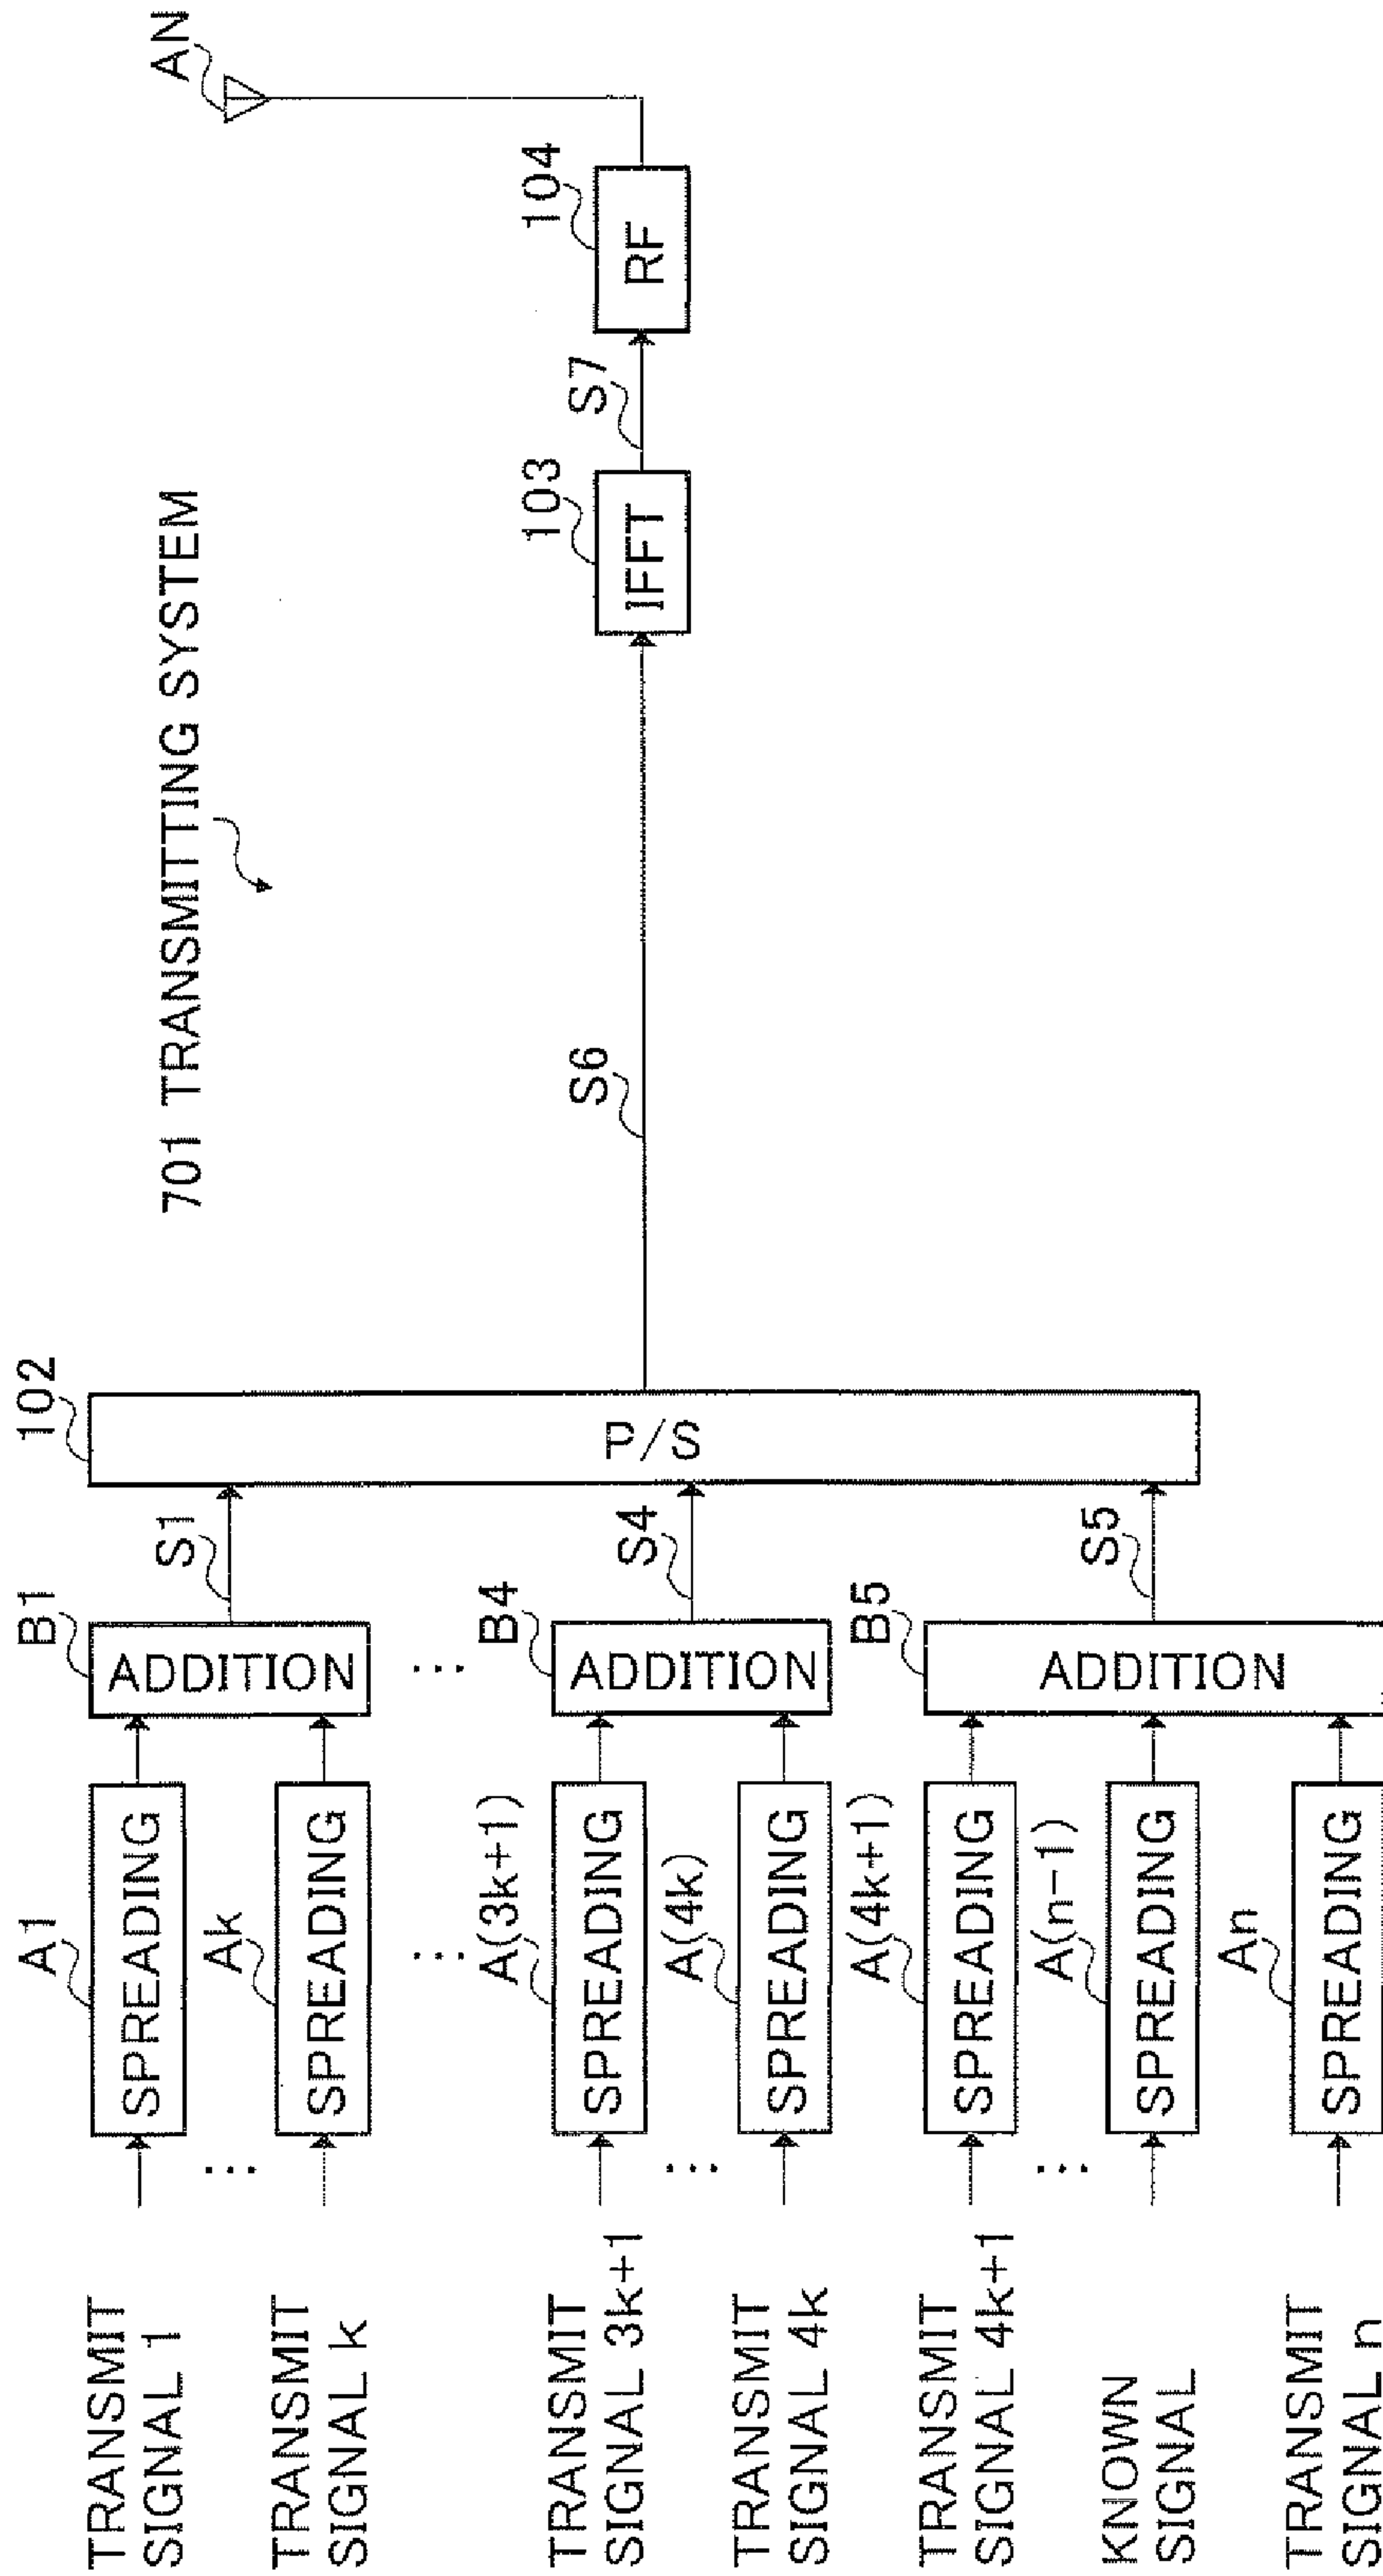 701 TRANSMITTING SYSTEM
AN
TRANSMIT
SIGNAL 1
A1
SPREADING
B1
ADDITION
S1
102
P/S
...
TRANSMIT
SIGNAL k
Ak
SPREADING
...
...
S6
103
IFFT
S7
104
RF
TRANSMIT
SIGNAL 3k+1
A(3k+1)
SPREADING
B4
ADDITION
S4
...
TRANSMIT
SIGNAL 4k
A(4k)
SPREADING
TRANSMIT
SIGNAL 4k+1
A(4k+1)
SPREADING
B5
ADDITION
S5
...
KNOWN
SIGNAL
A(n-1)
SPREADING
TRANSMIT
SIGNAL n
An
SPREADING